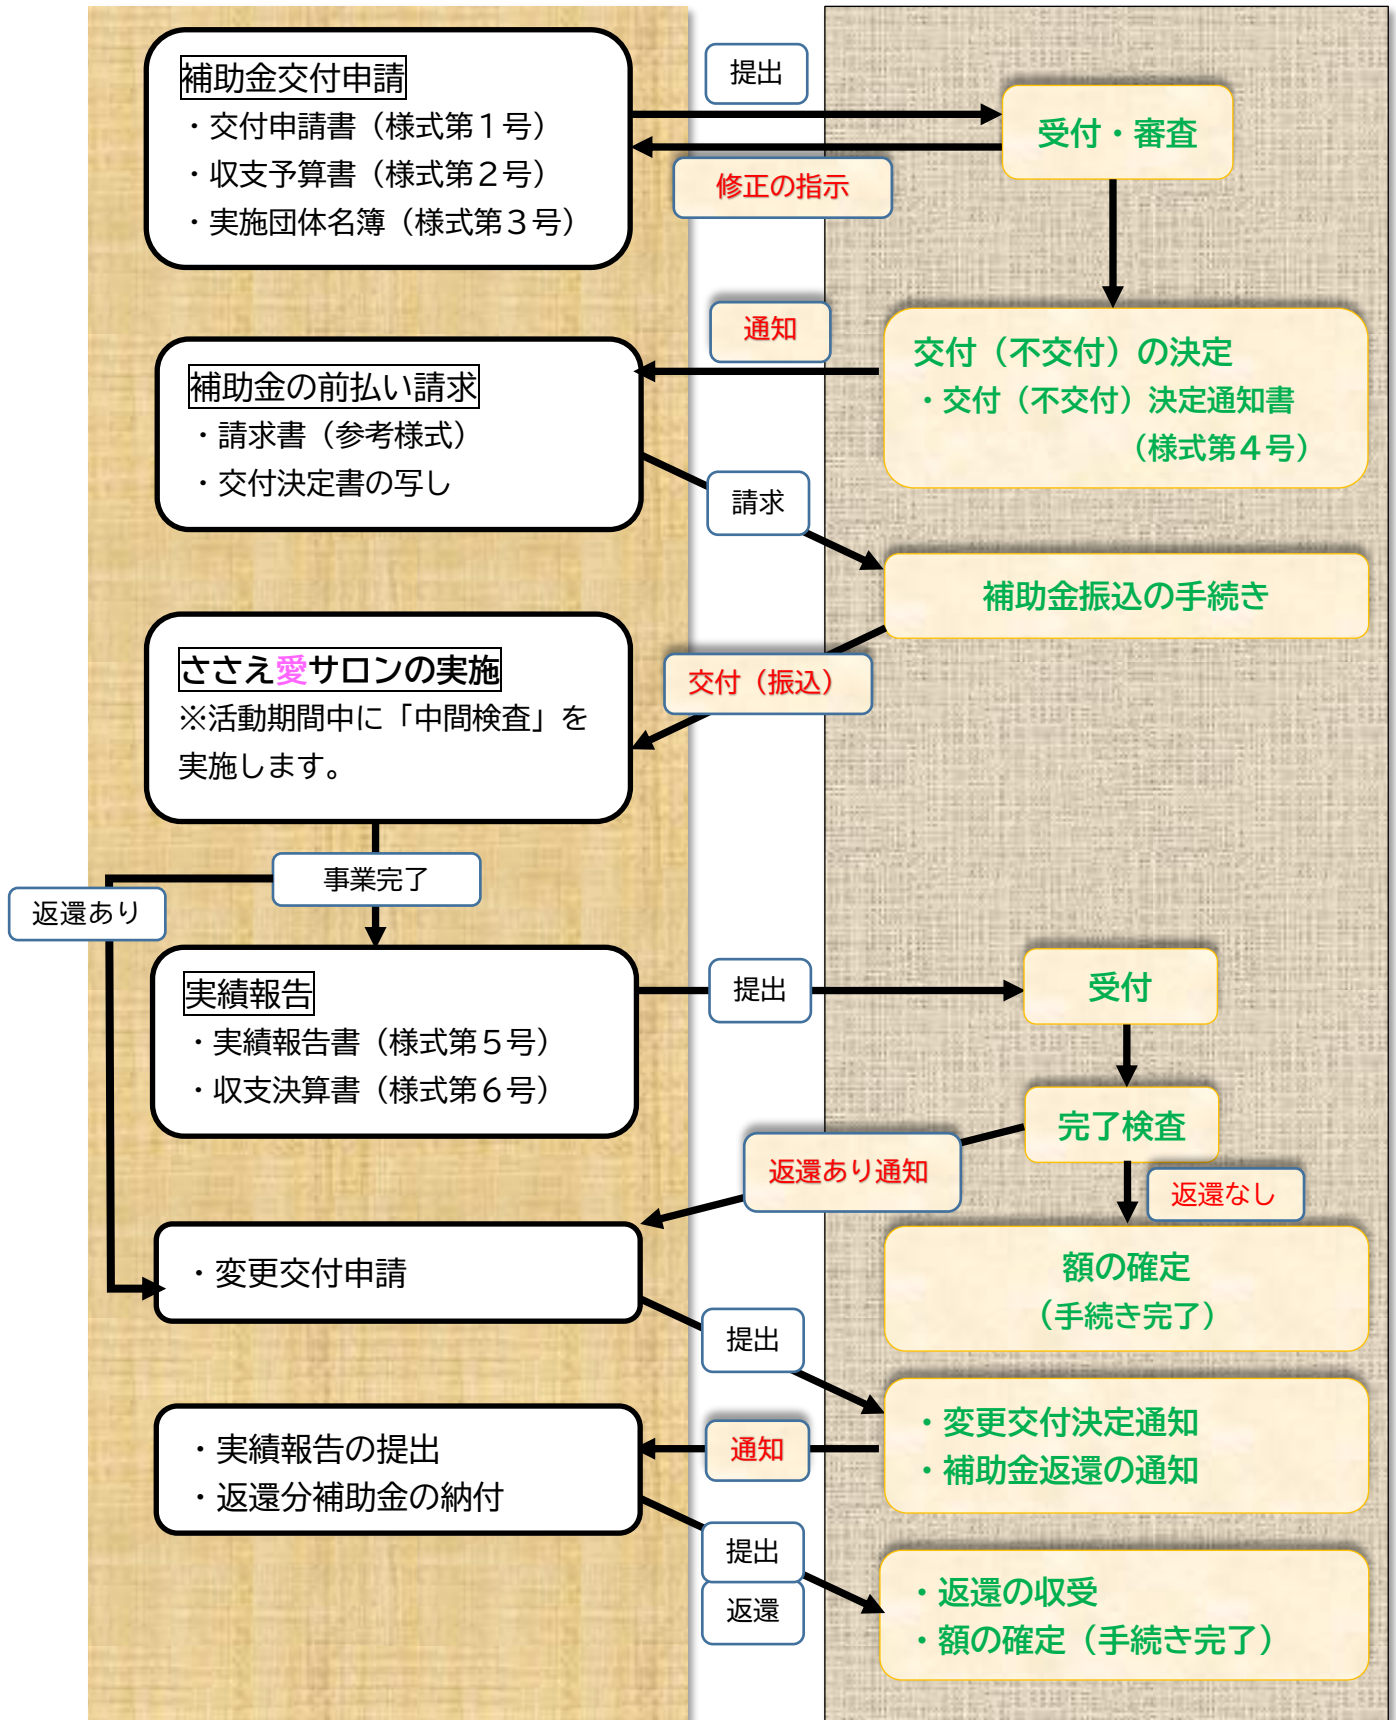 補助金交付申請
・交付申請書（様式第１号）
・収支予算書（様式第２号）
・実施団体名簿（様式第３号）
提出
受付・審査
修正の指示
通知
交付（不交付）の決定
・交付（不交付）決定通知書
（様式第４号）
補助金の前払い請求
・請求書（参考様式）
・交付決定書の写し
請求
補助金振込の手続き
交付（振込）
ささえ愛サロンの実施
※活動期間中に「中間検査」を
実施します。
事業完了
返還あり
実績報告
・実績報告書（様式第５号）
・収支決算書（様式第６号）
提出
受付
完了検査
返還あり通知
返還なし
額の確定
（手続き完了）
・変更交付申請
提出
・変更交付決定通知
・補助金返還の通知
通知
・実績報告の提出
・返還分補助金の納付
提出
返還
・返還の収受
・額の確定（手続き完了）